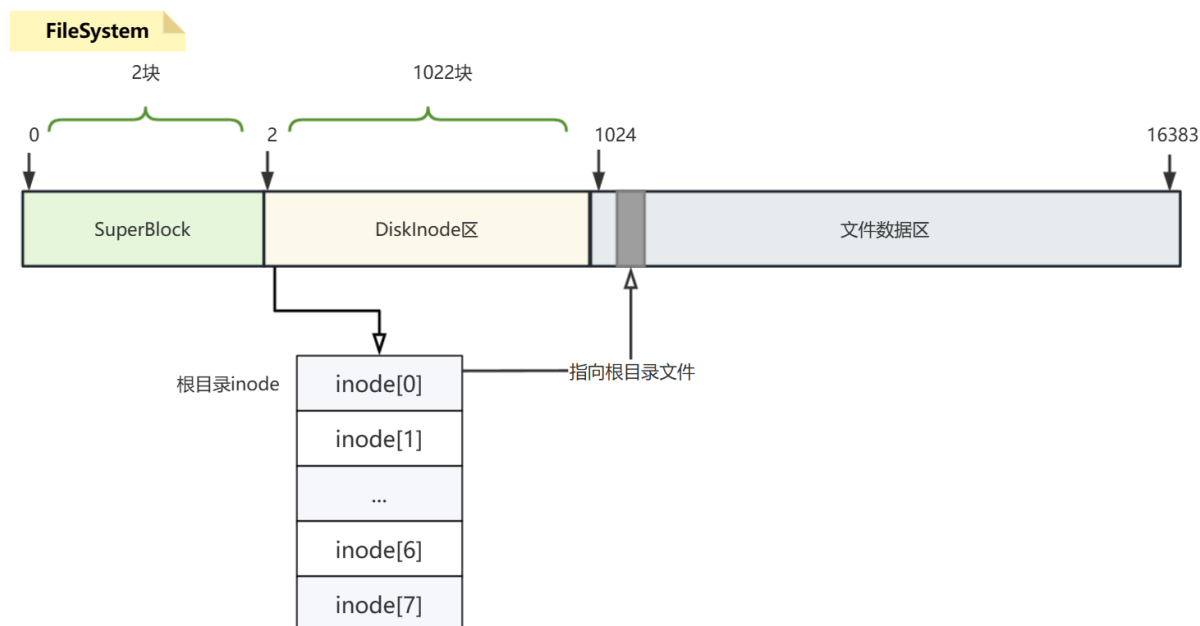 FileSystem
2块
1022块
0
2
1024
16383
SuperBlock
DiskInode区
文件数据区
根目录inode
inode[0]
指向根目录文件
inode[1]
...
inode[6]
inode[7]